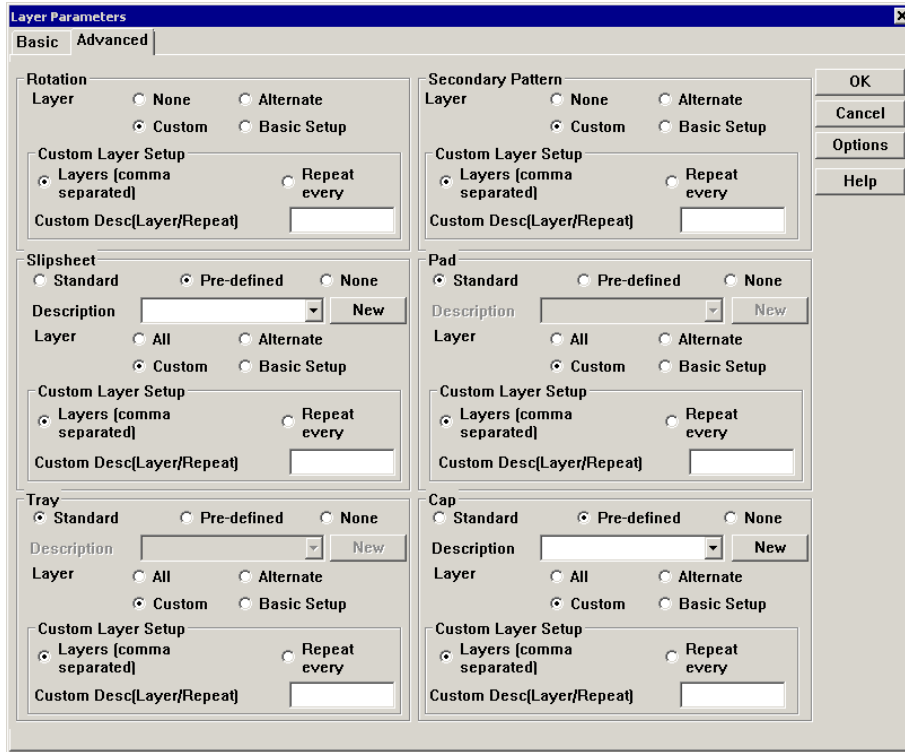 Layer Parameters
Basic Advanced
Rotation
Layer None Alternate
Custom Basic Setup
Custom Layer Setup
Layers (comma separated) Repeat every
Custom Desc(Layer/Repeat)
Secondary Pattern
Layer None Alternate
Custom Basic Setup
Custom Layer Setup
Layers (comma separated) Repeat every
Custom Desc(Layer/Repeat)
OK
Cancel
Options
Help
Slipsheet
Standard Pre-defined None
Description New
Layer All Alternate
Custom Basic Setup
Custom Layer Setup
Layers (comma separated) Repeat every
Custom Desc(Layer/Repeat)
Pad
Standard Pre-defined None
Description New
Layer All Alternate
Custom Basic Setup
Custom Layer Setup
Layers (comma separated) Repeat every
Custom Desc(Layer/Repeat)
Tray
Standard Pre-defined None
Description New
Layer All Alternate
Custom Basic Setup
Custom Layer Setup
Layers (comma separated) Repeat every
Custom Desc(Layer/Repeat)
Cap
Standard Pre-defined None
Description New
Layer All Alternate
Custom Basic Setup
Custom Layer Setup
Layers (comma separated) Repeat every
Custom Desc(Layer/Repeat)